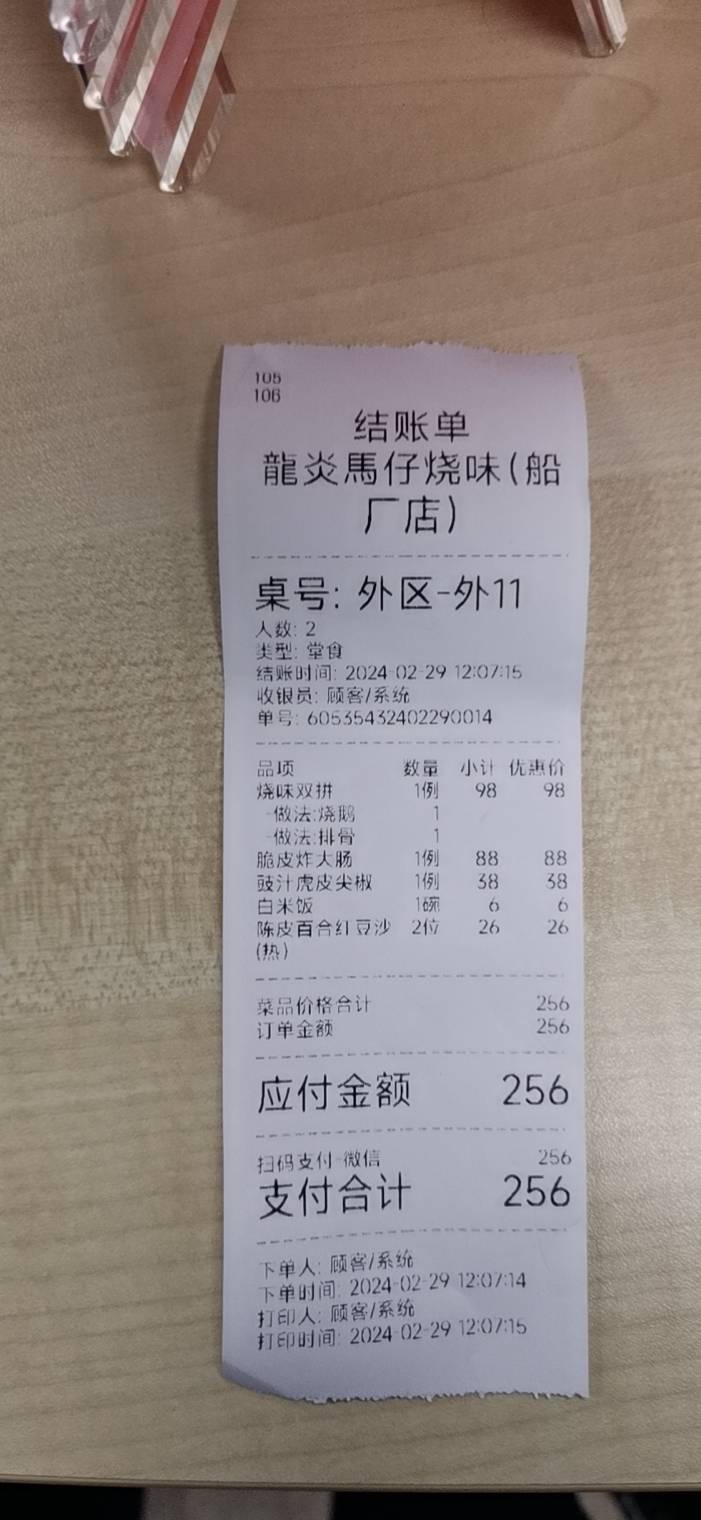 105
106
结账单
龍炎馬仔烧味(船
厂店)
桌号: 外区-外11
人数: 2
类型: 堂食
结账时间: 2024-02-29 12:07:15
收银员: 顾客/系统
单号: 60535432402290014
品项 数量 小计 优惠价
烧味双拼 1例 98 98
-做法:烧鹅 1
-做法:排骨 1
脆皮炸大肠 1例 88 88
豉汁虎皮尖椒 1例 38 38
白米饭 1碗 6 6
陈皮百合红豆沙 2位 26 26
(热)
菜品价格合计 256
订单金额 256
应付金额 256
扫码支付-微信 256
支付合计 256
下单人: 顾客/系统
下单时间: 2024-02-29 12:07:14
打印人: 顾客/系统
打印时间: 2024-02-29 12:07:15